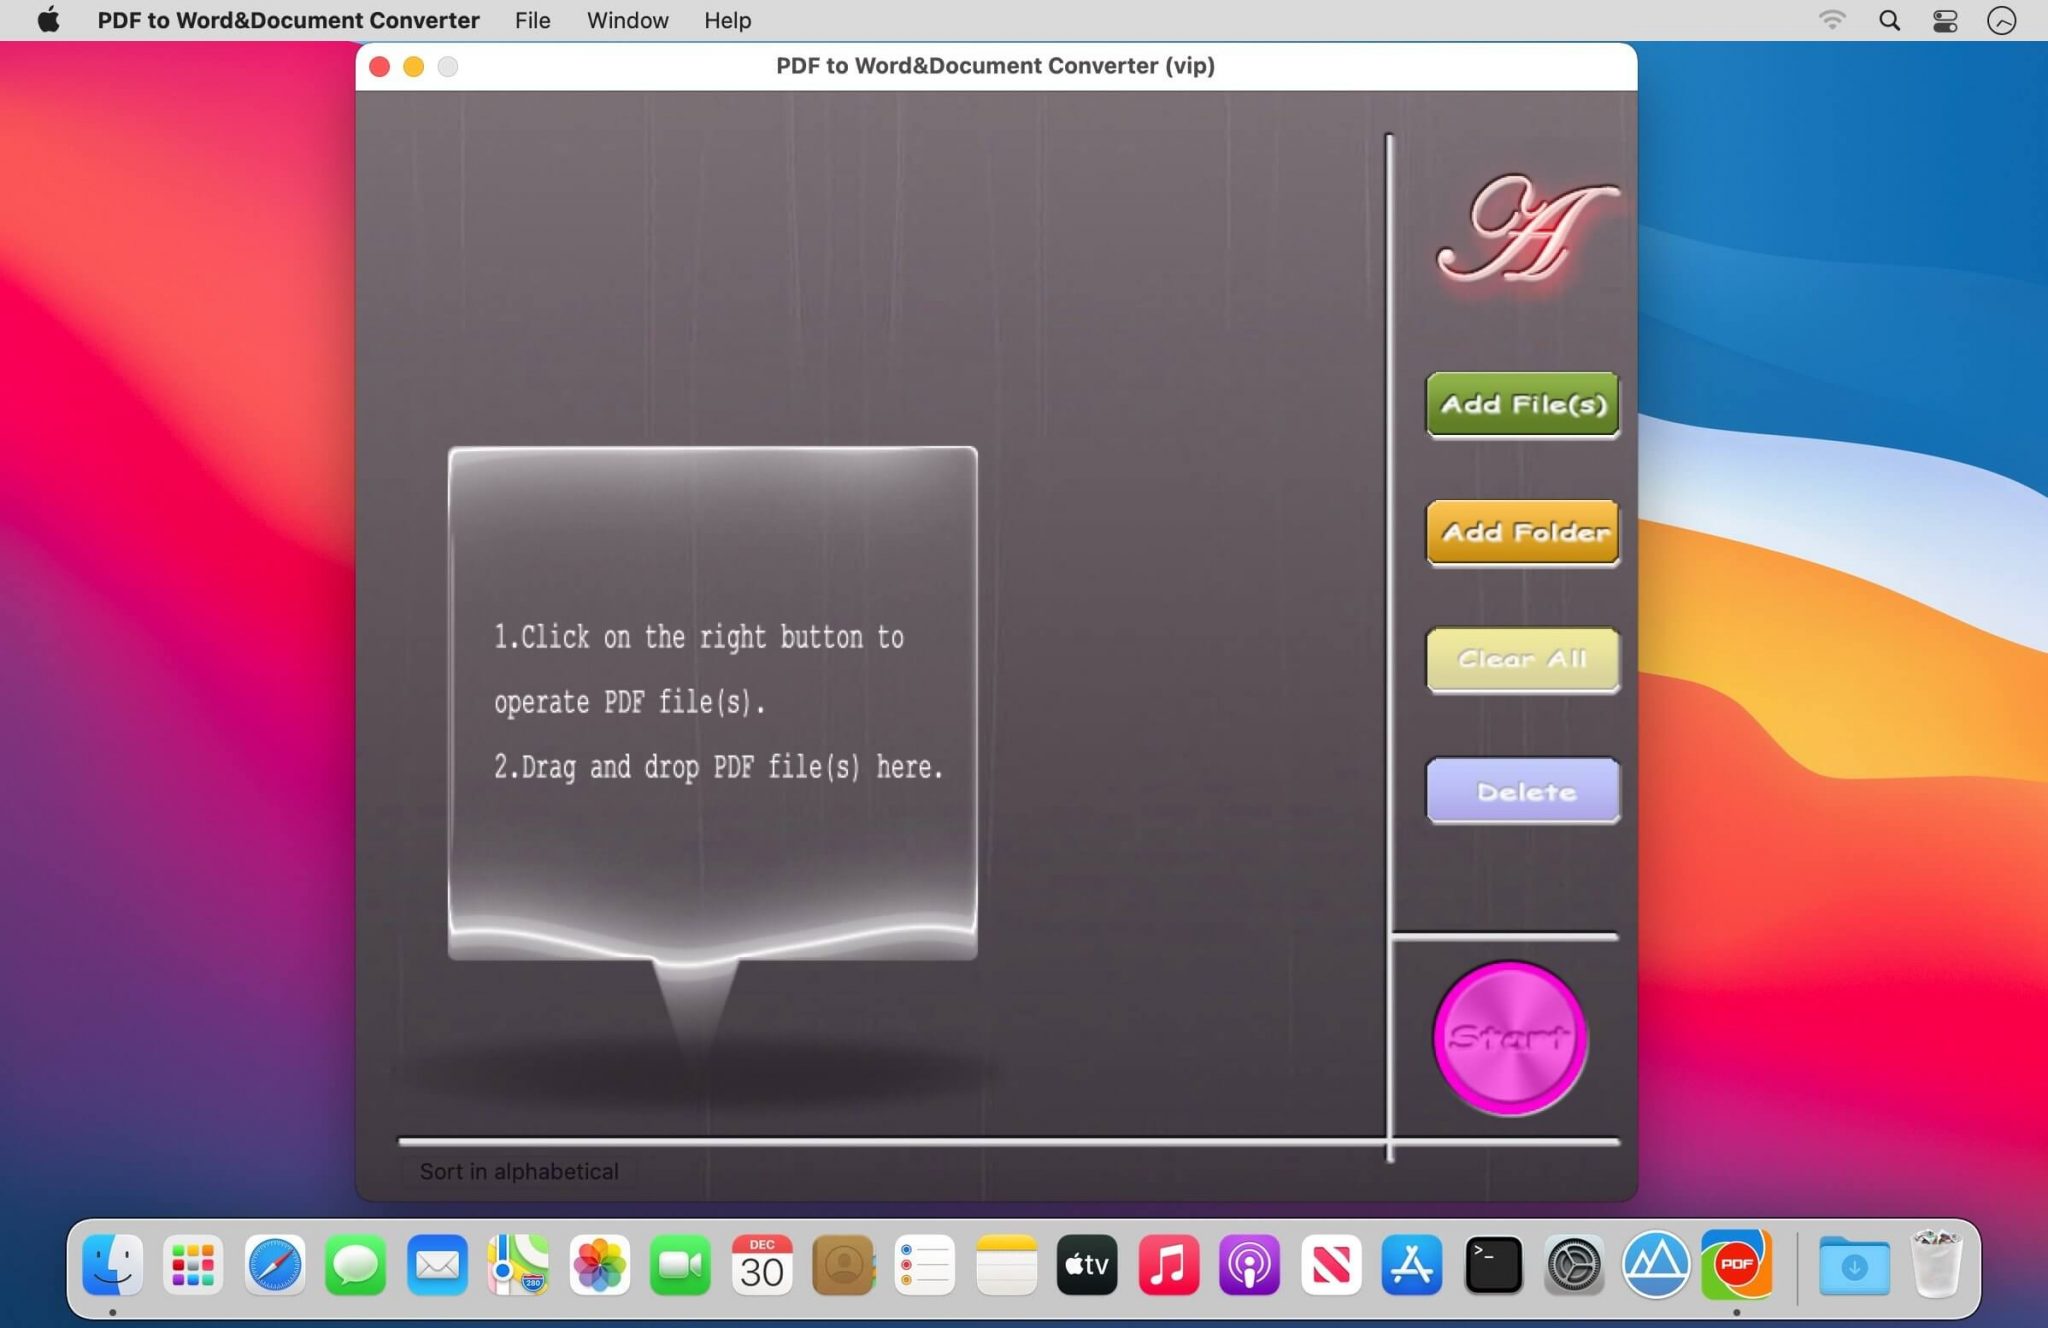 PDF to Word&Document Converter File Window Help
PDF to Word&Document Converter (vip)
A
Add File(s)
Add Folder
Clear All
Delete
1.Click on the right button to
operate PDF file(s).
2.Drag and drop PDF file(s) here.
Start
Sort in alphabetical
DEC
30
280
tv
>_
PDF